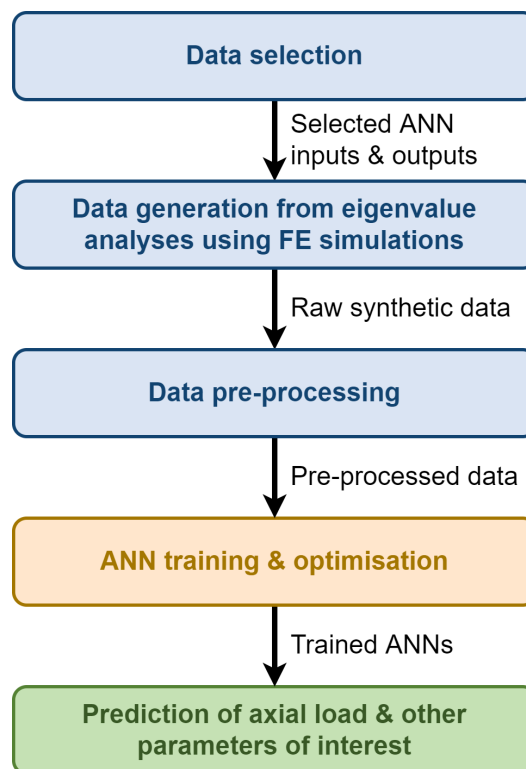 Data selection
Selected ANN
inputs & outputs
Data generation from eigenvalue
analyses using FE simulations
Raw synthetic data
Data pre-processing
Pre-processed data
ANN training & optimisation
Trained ANNs
Prediction of axial load & other
parameters of interest